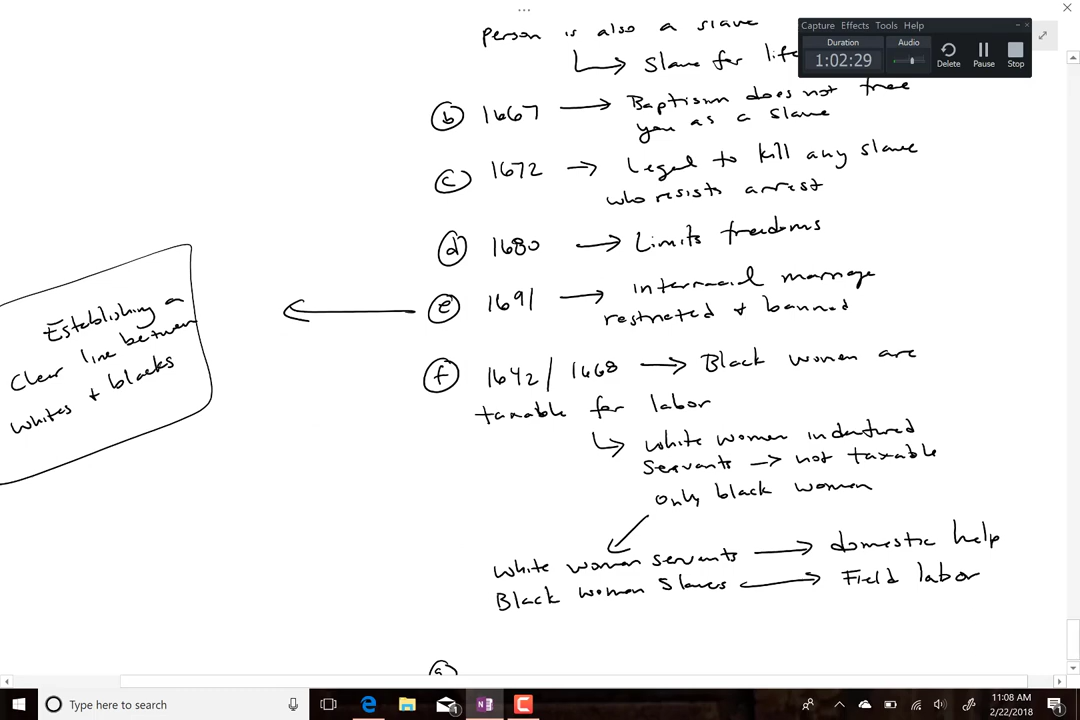 person is also a slave
↳ slave for life
Capture Effects Tools Help
Duration
1:02:29
Audio
Delete
Pause
Stop
b 1667 → Baptism does not free
you as a slave
c 1672 → Legal to kill any slave
who resists arrest
d 1680 → Limits freedoms
e 1691 → interracial marriage
restricted + banned
Establishing a
clear line between
whites + blacks
f 1642/1668 → Black women are
taxable for labor
↳ white women indentured
servants → not taxable
only black women
white women servants → domestic help
Black women slaves ↔ Field labor
g
Type here to search
11:08 AM
2/22/2018